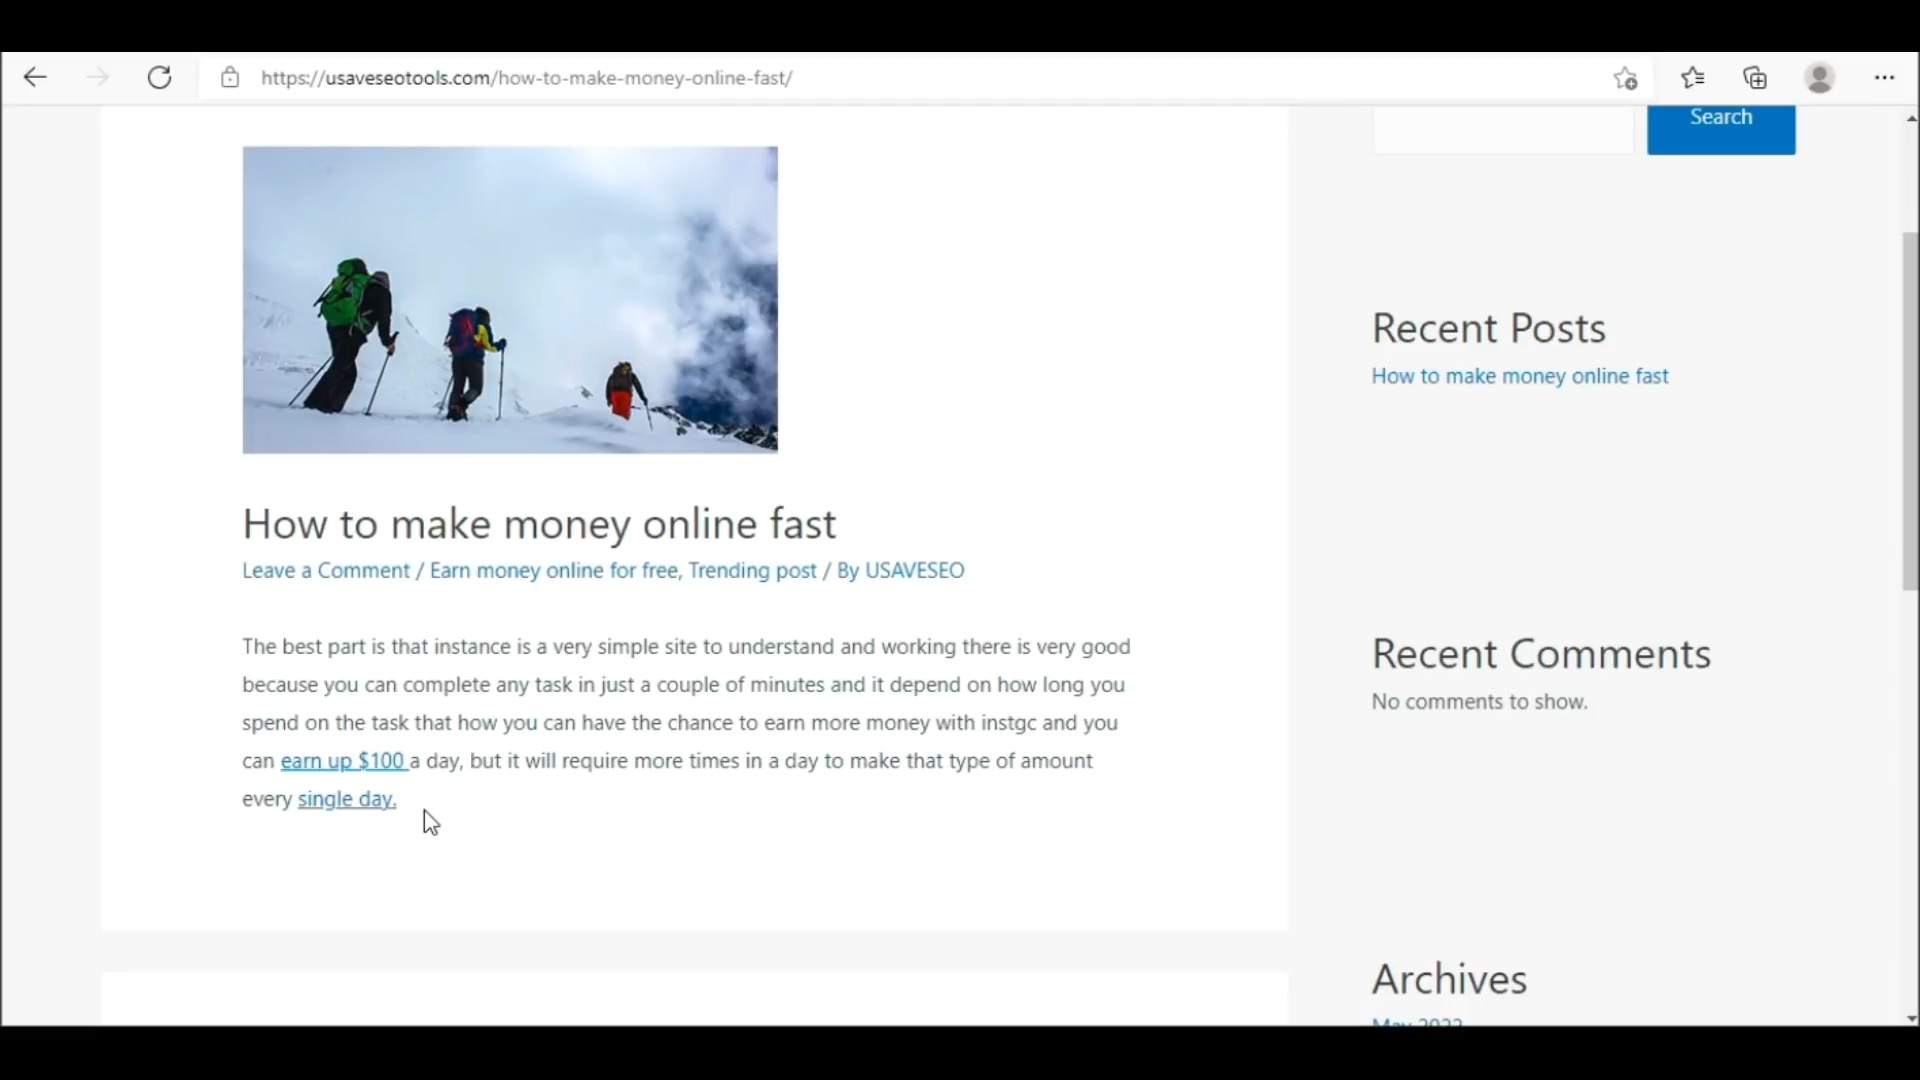 https://usaveseotools.com/how-to-make-money-online-fast/
Search
How to make money online fast
Leave a Comment / Earn money online for free, Trending post / By USAVESEO
The best part is that instance is a very simple site to understand and working there is very good
because you can complete any task in just a couple of minutes and it depend on how long you
spend on the task that how you can have the chance to earn more money with instgc and you
can earn up $100 a day, but it will require more times in a day to make that type of amount
every single day.
Recent Posts
How to make money online fast
Recent Comments
No comments to show.
Archives
May 2022